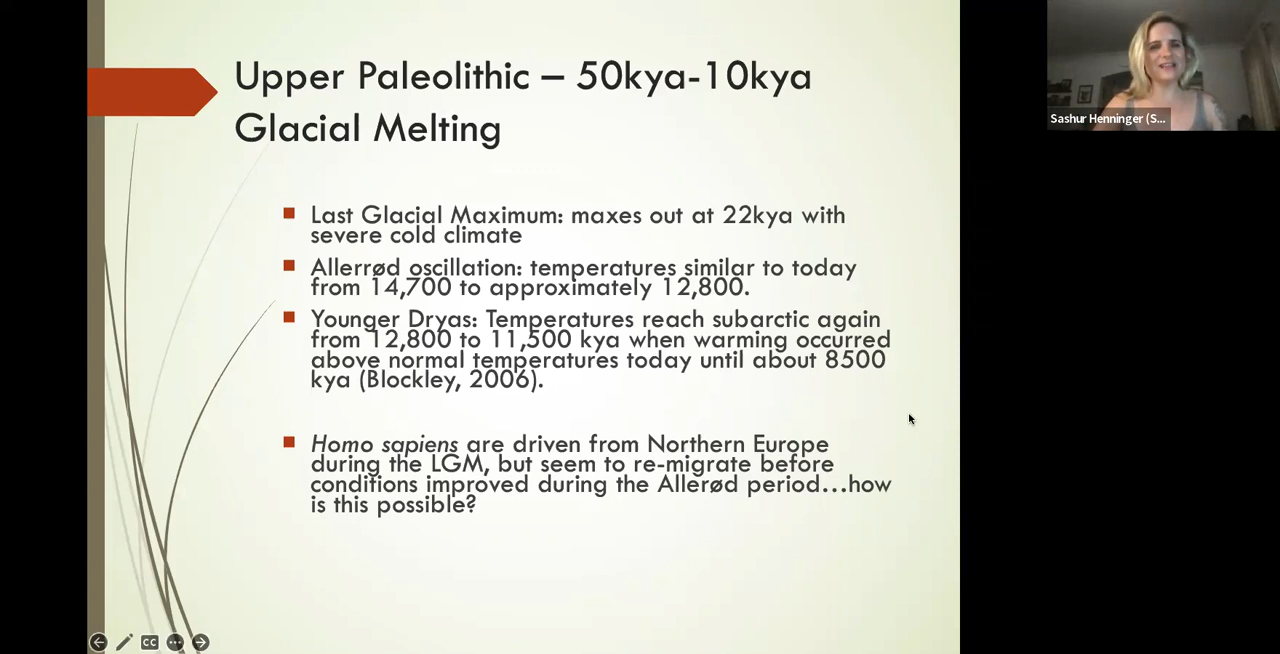 Upper Paleolithic – 50kya-10kya
Glacial Melting
Last Glacial Maximum: maxes out at 22kya with
severe cold climate
Allerrød oscillation: temperatures similar to today
from 14,700 to approximately 12,800.
Younger Dryas: Temperatures reach subarctic again
from 12,800 to 11,500 kya when warming occurred
above normal temperatures today until about 8500
kya (Blockley, 2006).
Homo sapiens are driven from Northern Europe
during the LGM, but seem to re-migrate before
conditions improved during the Allerød period…how
is this possible?
Sashur Henninger (S...
CC